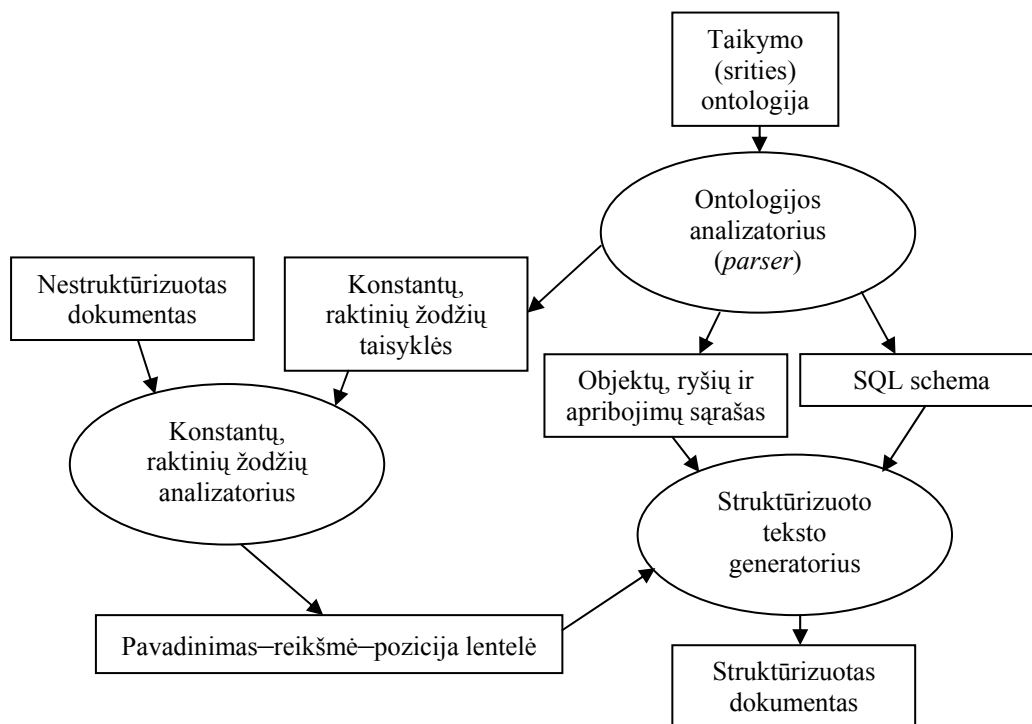 Taikymo
(srities)
ontologija
Ontologijos
analizatorius
(parser)
Nestruktūrizuotas
dokumentas
Konstantų,
raktinių žodžių
taisyklės
Objektų, ryšių ir
apribojimų sąrašas
SQL schema
Konstantų,
raktinių žodžių
analizatorius
Struktūrizuoto
teksto
generatorius
Pavadinimas–reikšmė–pozicija lentelė
Struktūrizuotas
dokumentas